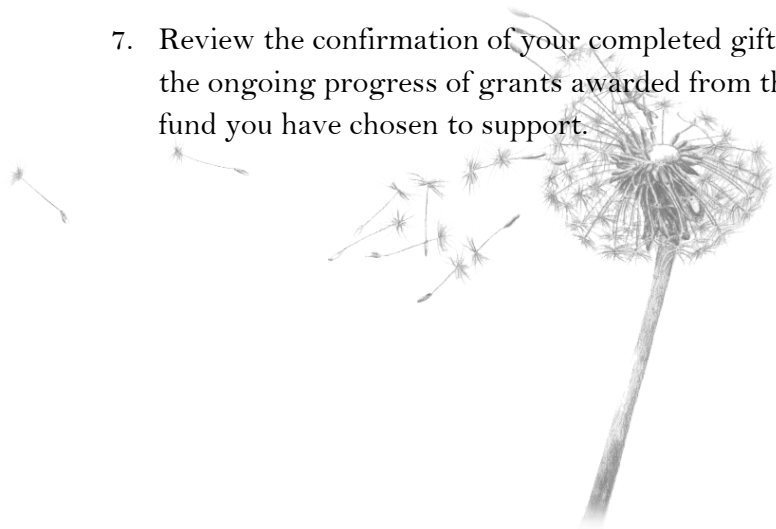 7. Review the confirmation of your completed gift
the ongoing progress of grants awarded from
fund you have chosen to support.